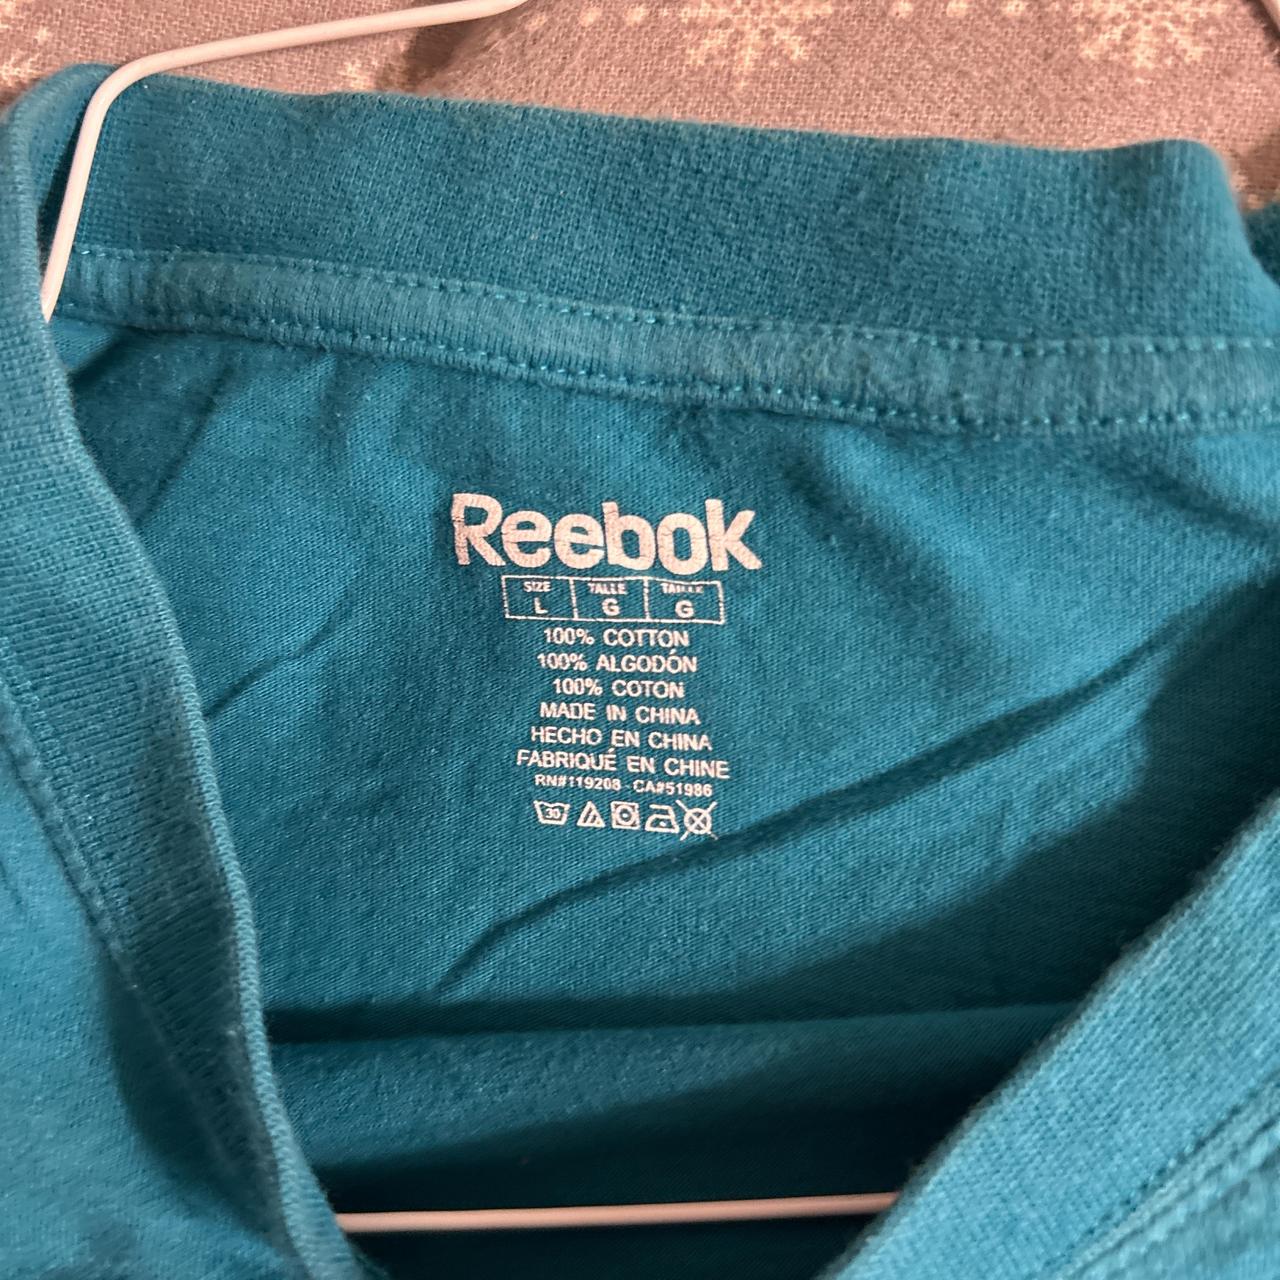 Reebok
SIZE TALLE TAILLE
L G G
100% COTTON
100% ALGODÓN
100% COTON
MADE IN CHINA
HECHO EN CHINA
FABRIQUÉ EN CHINE
RN#119208 - CA#51986
30